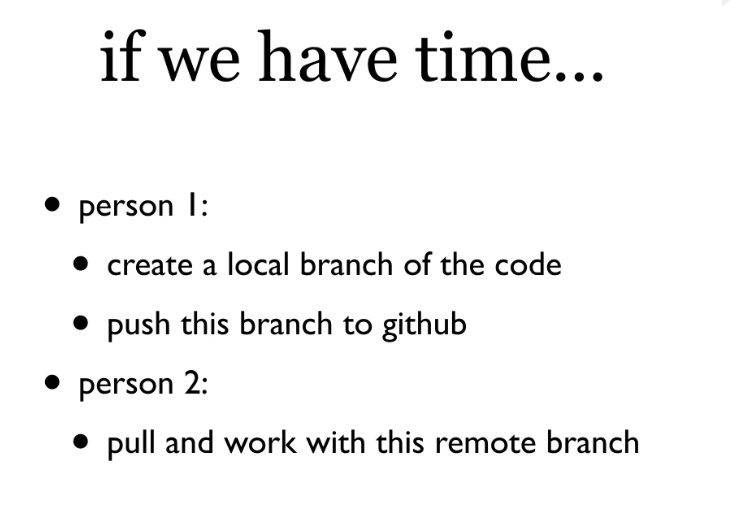 if we have time...
• person 1:
• create a local branch of the code
• push this branch to github
• person 2:
• pull and work with this remote branch